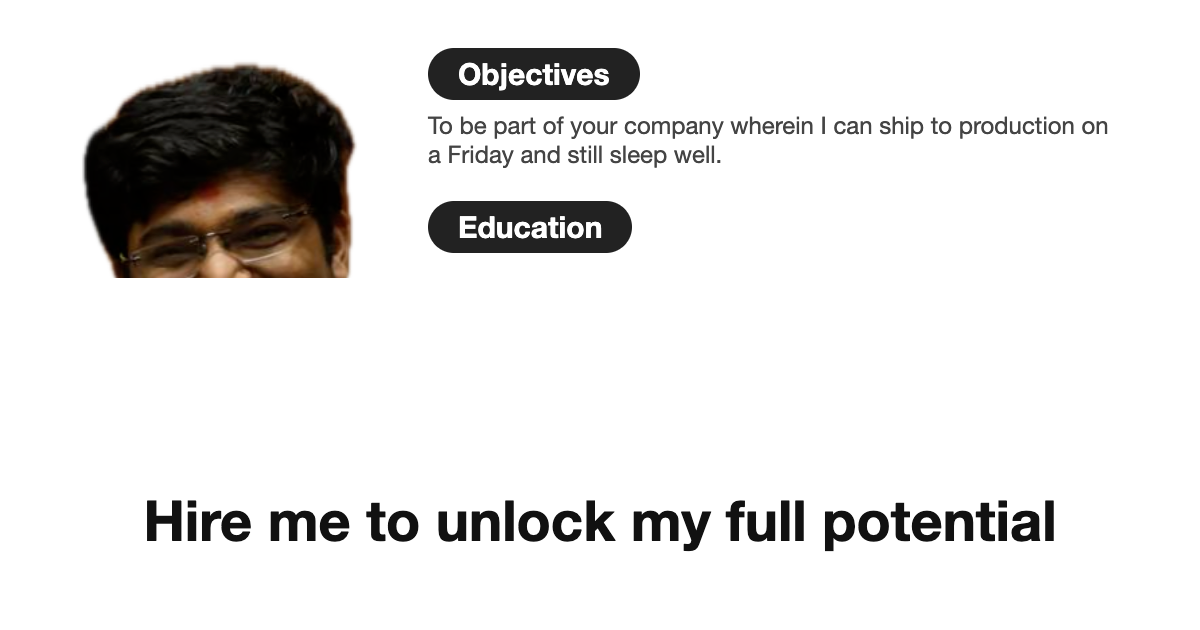 Objectives
To be part of your company wherein I can ship to production on
a Friday and still sleep well.
Education
Hire me to unlock my full potential